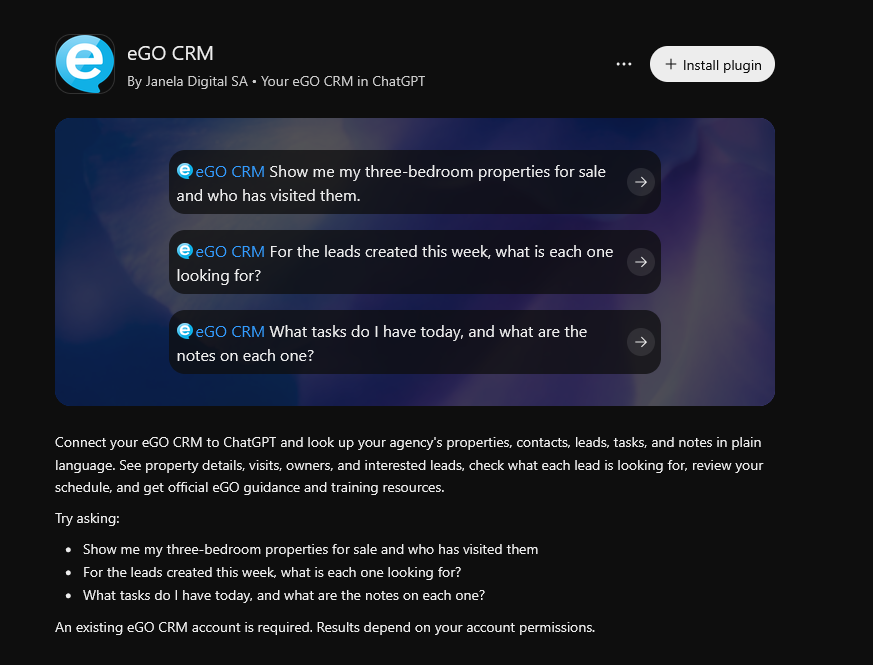 eGO CRM
By Janela Digital SA • Your eGO CRM in ChatGPT
... + Install plugin
eGO CRM Show me my three-bedroom properties for sale
and who has visited them.
eGO CRM For the leads created this week, what is each one
looking for?
eGO CRM What tasks do I have today, and what are the
notes on each one?
Connect your eGO CRM to ChatGPT and look up your agency's properties, contacts, leads, tasks, and notes in plain
language. See property details, visits, owners, and interested leads, check what each lead is looking for, review your
schedule, and get official eGO guidance and training resources.
Try asking:
• Show me my three-bedroom properties for sale and who has visited them
• For the leads created this week, what is each one looking for?
• What tasks do I have today, and what are the notes on each one?
An existing eGO CRM account is required. Results depend on your account permissions.